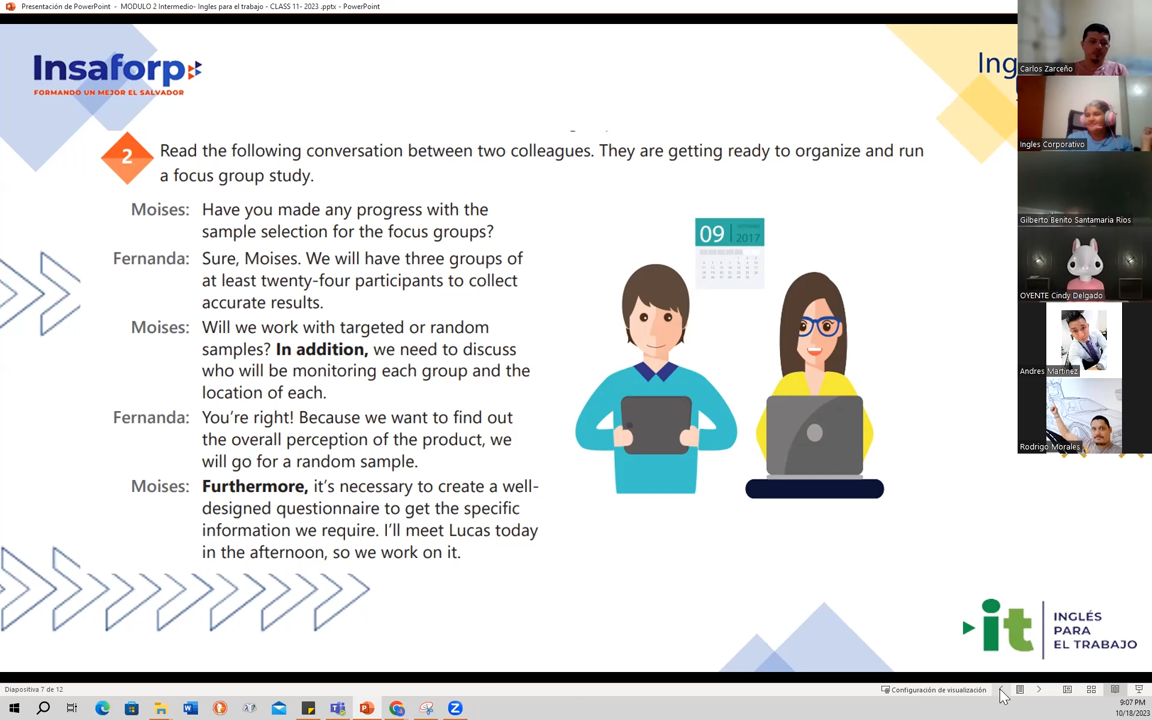 Presentación de PowerPoint - MODULO 2 Intermedio- Ingles para el trabajo - CLASS 11- 2023 .pptx - PowerPoint
Insaforp
FORMANDO UN MEJOR EL SALVADOR
Ing
2
Read the following conversation between two colleagues. They are getting ready to organize and run
a focus group study.
Moises: Have you made any progress with the
sample selection for the focus groups?
Fernanda: Sure, Moises. We will have three groups of
at least twenty-four participants to collect
accurate results.
Moises: Will we work with targeted or random
samples? In addition, we need to discuss
who will be monitoring each group and the
location of each.
Fernanda: You're right! Because we want to find out
the overall perception of the product, we
will go for a random sample.
Moises: Furthermore, it's necessary to create a well-
designed questionnaire to get the specific
information we require. I'll meet Lucas today
in the afternoon, so we work on it.
09
2017
Carlos Zarceño
Ingles Corporativo
Gilberto Benito Santamaria Rios
OYENTE Cindy Delgado
Andres Martinez
Rodrigo Morales
it
INGLÉS
PARA
EL TRABAJO
Diapositiva 7 de 12
Configuración de visualización
9:07 PM
10/18/2023